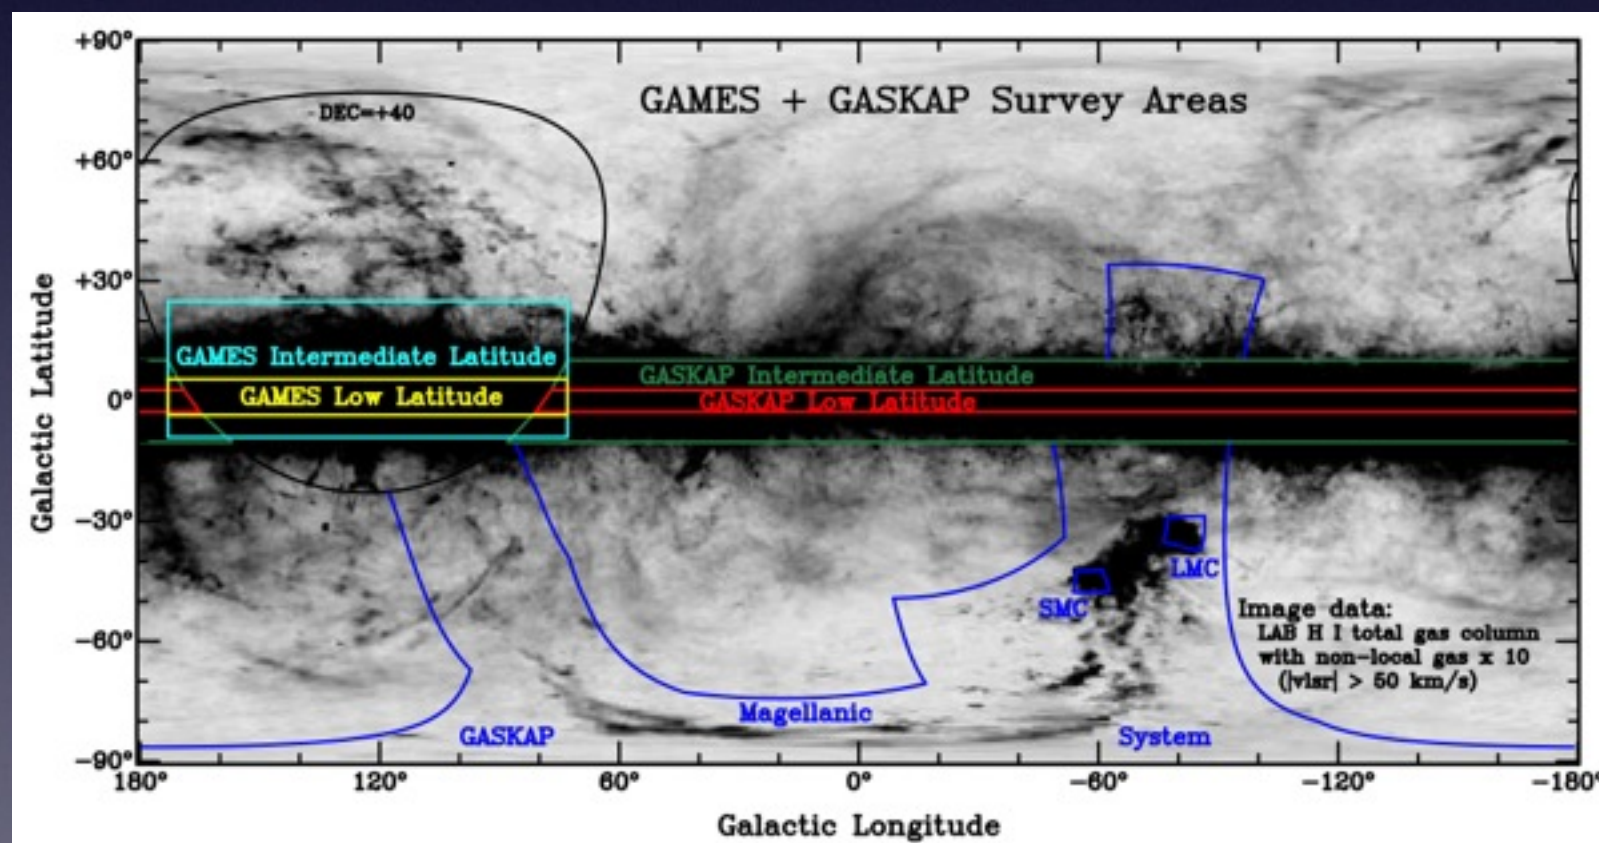 GAMES + GASKAP Survey Areas
DEC=+40
+90°
+60°
+30°
0°
−30°
−60°
−90°
Galactic Latitude
GAMES Intermediate Latitude
GAMES Low Latitude
GASKAP Intermediate Latitude
GASKAP Low Latitude
LMC
SMC
Image data:
LAB H I total gas column
with non-local gas x 10
(|vlsr| > 50 km/s)
Magellanic
GASKAP
System
180°
120°
60°
0°
−60°
−120°
−180°
Galactic Longitude